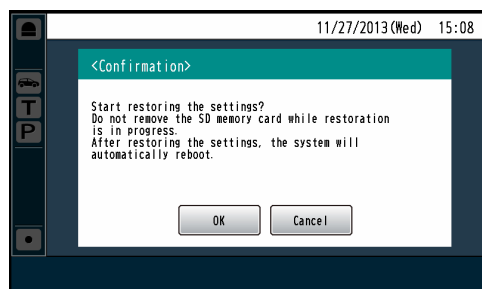 11/27/2013(Wed) 15:08
<Confirmation>
T
P
Start restoring the settings?
Do not remove the SD memory card while restoration
is in progress.
After restoring the settings, the system will
automatically reboot.
OK Cancel